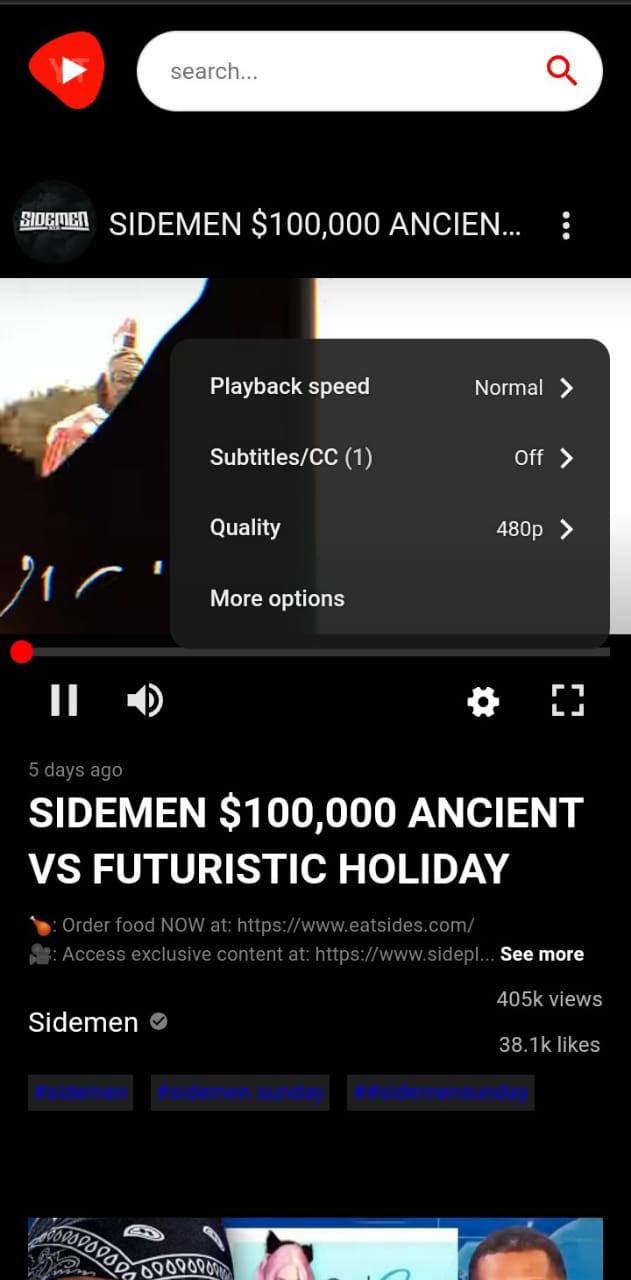 YT
search...
SIDEMEN
SIDEMEN $100,000 ANCIEN...
Playback speed Normal
Subtitles/CC (1) Off
Quality 480p
More options
5 days ago
SIDEMEN $100,000 ANCIENT
VS FUTURISTIC HOLIDAY
🍗: Order food NOW at: https://www.eatsides.com/
🎥: Access exclusive content at: https://www.sidepl... See more
405k views
Sidemen
38.1k likes
#sidemen #sidemen sunday ##sidemensunday